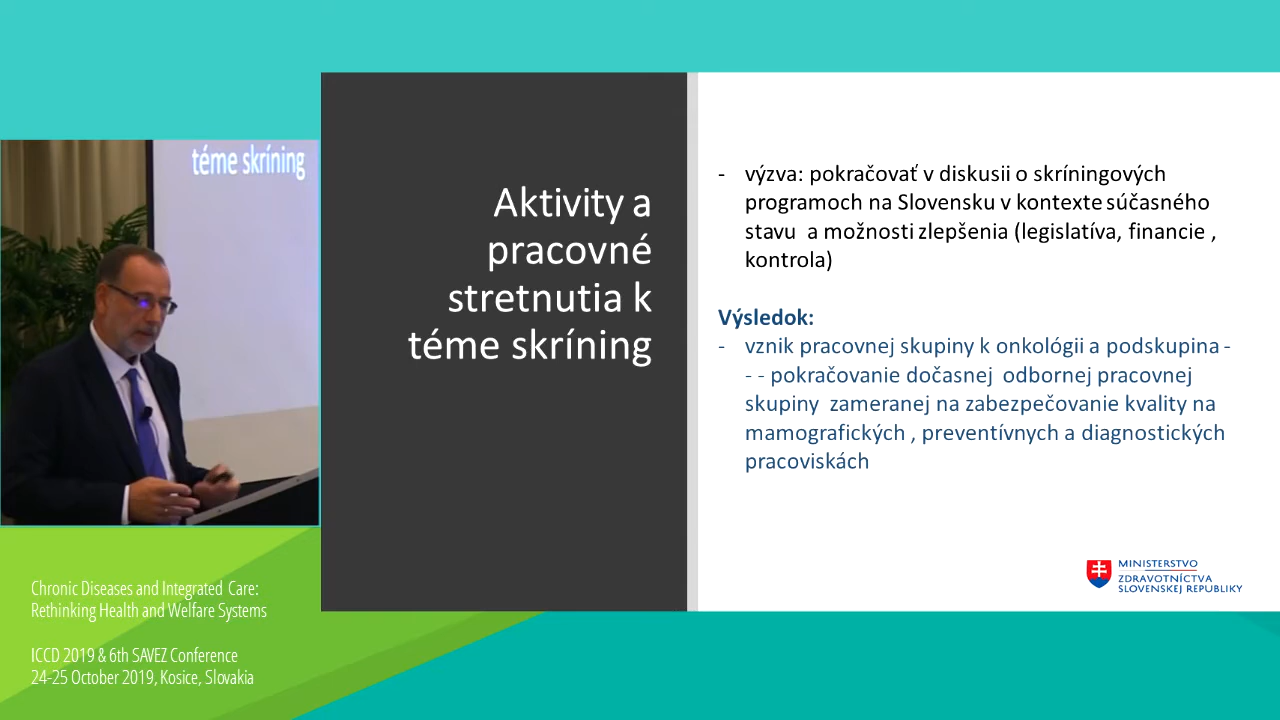 téme skríning
Aktivity a
pracovné
stretnutia k
téme skríning
- výzva: pokračovať v diskusii o skríningových
programoch na Slovensku v kontexte súčasného
stavu a možnosti zlepšenia (legislatíva, financie ,
kontrola)
Výsledok:
- vznik pracovnej skupiny k onkológii a podskupina -
- - pokračovanie dočasnej odbornej pracovnej
skupiny zameranej na zabezpečovanie kvality na
mamografických , preventívnych a diagnostických
pracoviskách
MINISTERSTVO
ZDRAVOTNÍCTVA
SLOVENSKEJ REPUBLIKY
Chronic Diseases and Integrated Care:
Rethinking Health and Welfare Systems
ICCD 2019 & 6th SAVEZ Conference
24-25 October 2019, Kosice, Slovakia